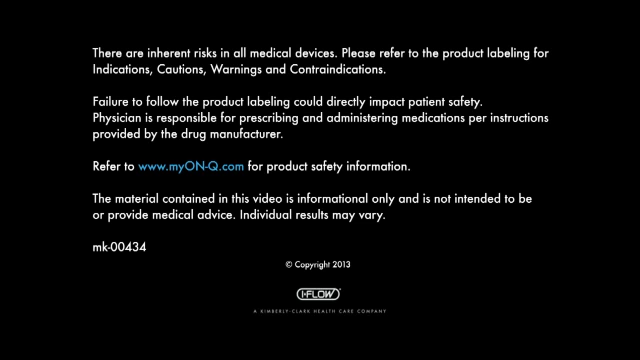 There are inherent risks in all medical devices. Please refer to the product labeling for
Indications, Cautions, Warnings and Contraindications.
Failure to follow the product labeling could directly impact patient safety.
Physician is responsible for prescribing and administering medications per instructions
provided by the drug manufacturer.
Refer to www.myON-Q.com for product safety information.
The material contained in this video is informational only and is not intended to be
or provide medical advice. Individual results may vary.
mk-00434
© Copyright 2013
I-FLOW
A KIMBERLY-CLARK HEALTH CARE COMPANY